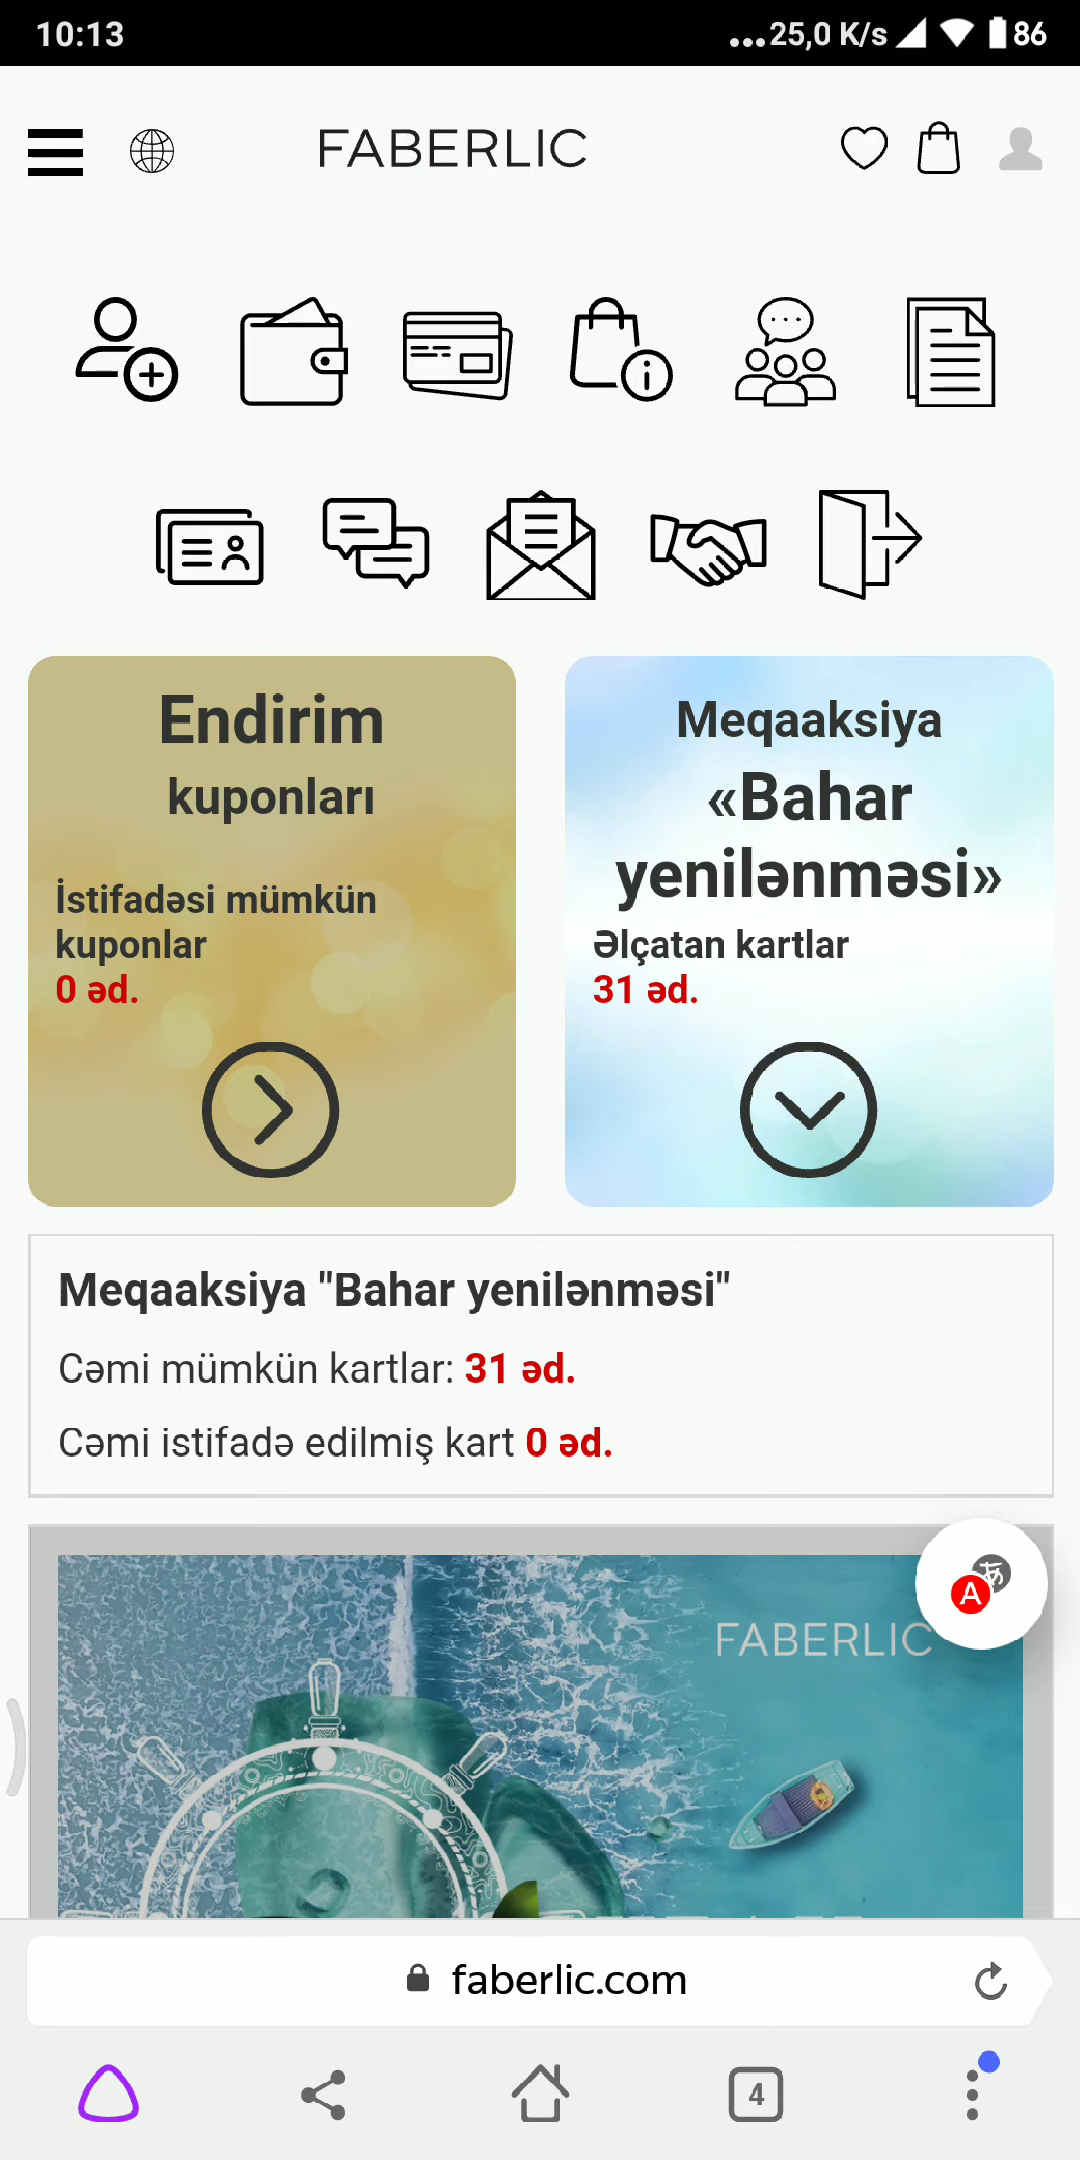 10:13
...25,0 K/s 86
FABERLIC
Endirim
kuponları
İstifadəsi mümkün
kuponlar
0 əd.
Meqaaksiya
«Bahar
yenilənməsi»
Əlçatan kartlar
31 əd.
Meqaaksiya "Bahar yenilənməsi"
Cəmi mümkün kartlar: 31 əd.
Cəmi istifadə edilmiş kart 0 əd.
A あ
FABERLIC
faberlic.com
4